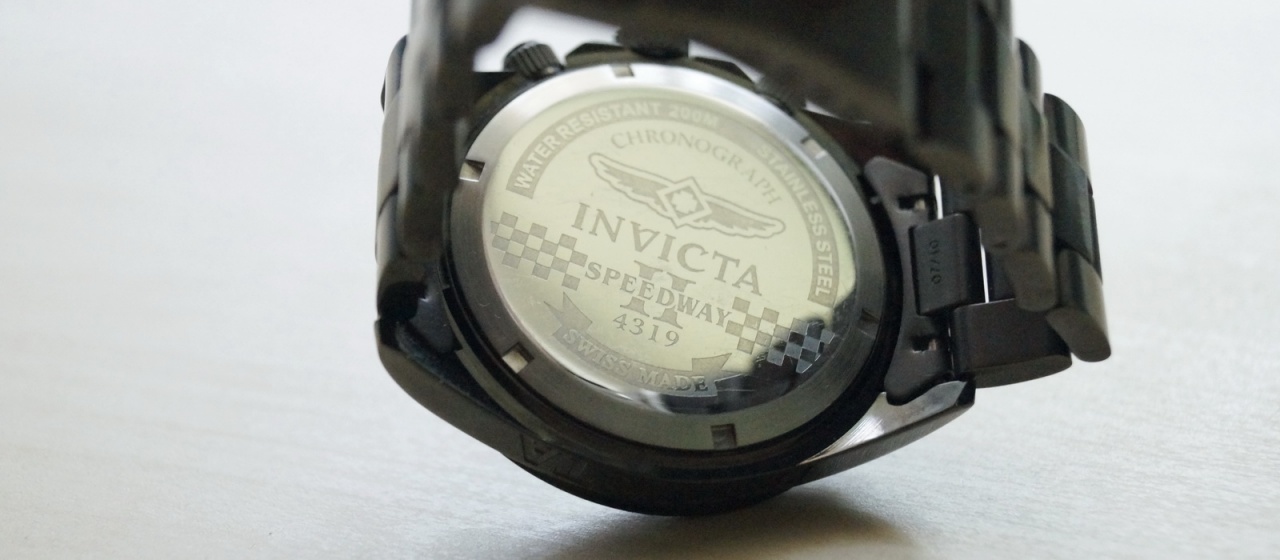 WATER RESISTANT 200M
STAINLESS STEEL
CHRONOGRAPH
INVICTA
II
SPEEDWAY
4319
SWISS MADE